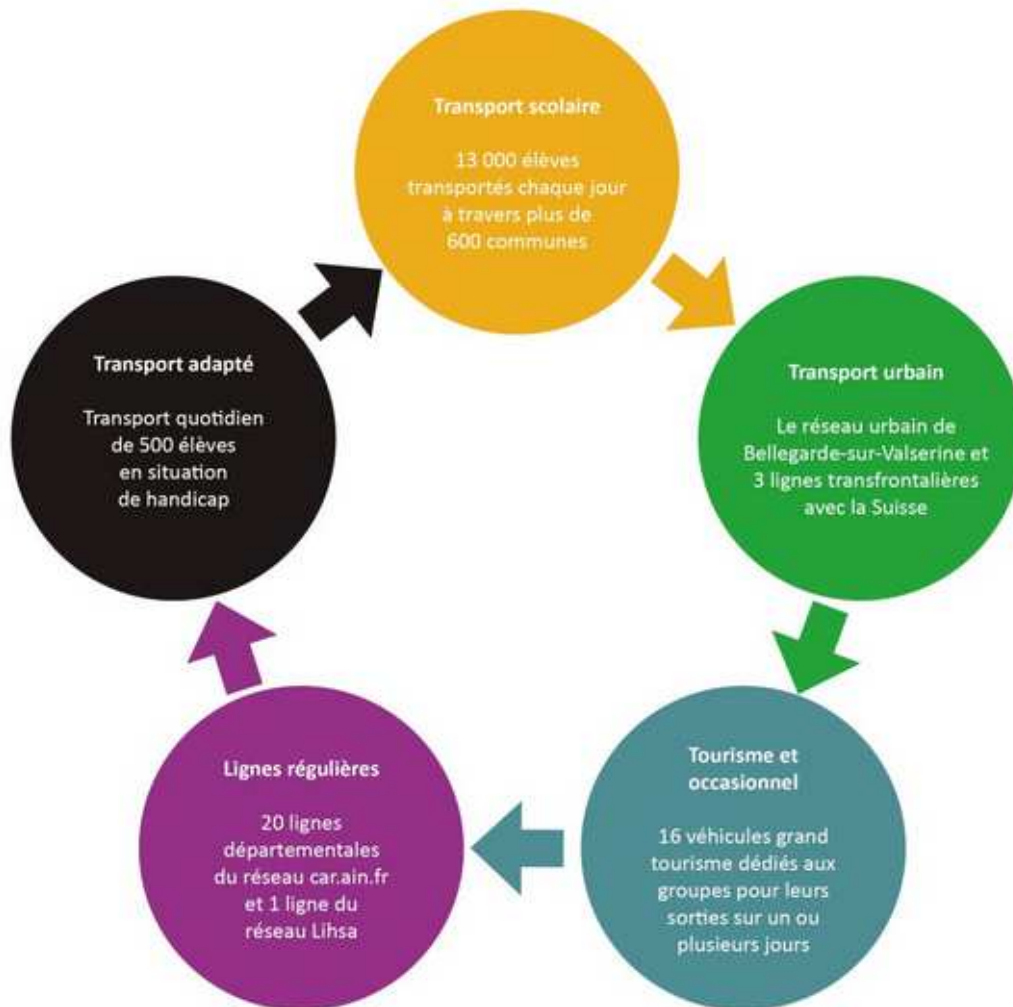 Transport scolaire
13 000 élèves
transportés chaque jour
à travers plus de
600 communes
Transport urbain
Le réseau urbain de
Bellegarde-sur-Valserine et
3 lignes transfrontalières
avec la Suisse
Tourisme et
occasionnel
16 véhicules grand
tourisme dédiés aux
groupes pour leurs
sorties sur un ou
plusieurs jours
Lignes régulières
20 lignes
départementales
du réseau car.ain.fr
et 1 ligne du
réseau Lihsa
Transport adapté
Transport quotidien
de 500 élèves
en situation
de handicap